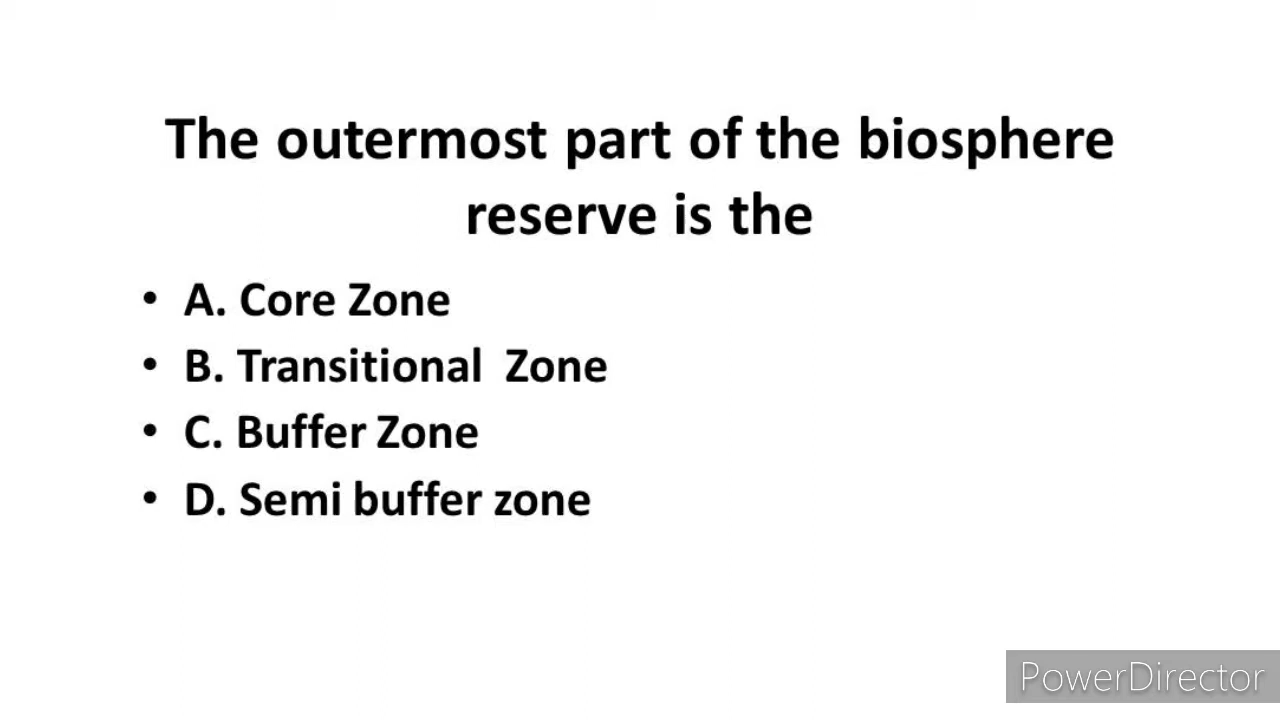 The outermost part of the biosphere
reserve is the
• A. Core Zone
• B. Transitional  Zone
• C. Buffer Zone
• D. Semi buffer zone
PowerDirector